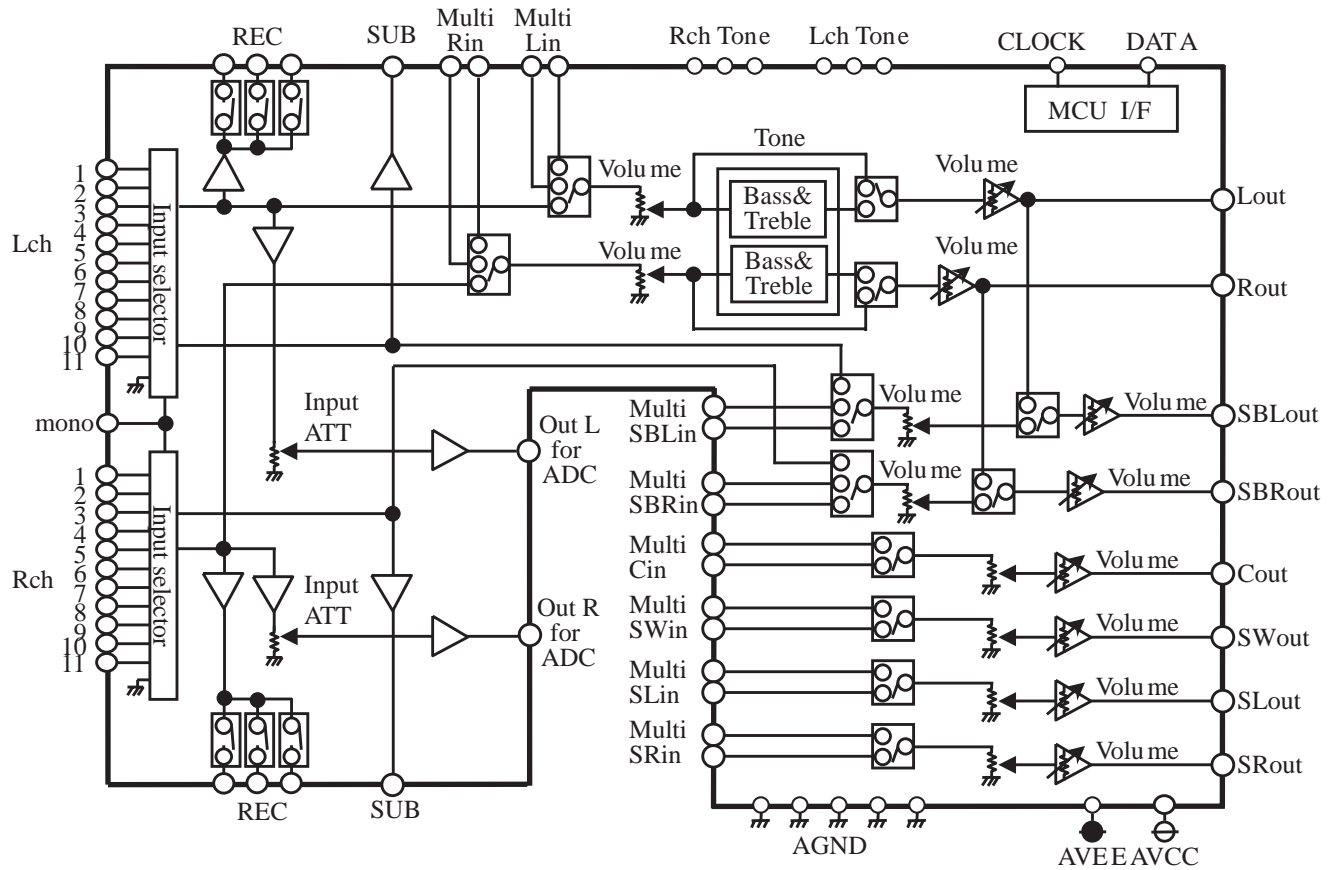 REC
SUB
Multi
Rin
Multi
Lin
Rch Tone
Lch Tone
CLOCK
DATA
MCU I/F
Tone
Volume
Volume
Lch
1
2
3
4
5
6
7
8
9
10
11
Input selector
Bass&
Treble
Lout
Volume
Volume
Bass&
Treble
Rout
mono
Input
ATT
Out L
for
ADC
Multi
SBLin
Volume
Volume
SBLout
Rch
1
2
3
4
5
6
7
8
9
10
11
Input selector
Multi
SBRin
Volume
Volume
SBRout
Input
ATT
Out R
for
ADC
Multi
Cin
Volume
Cout
Multi
SWin
Volume
SWout
Multi
SLin
Volume
SLout
Multi
SRin
Volume
SRout
REC
SUB
AGND
AVEE
AVCC